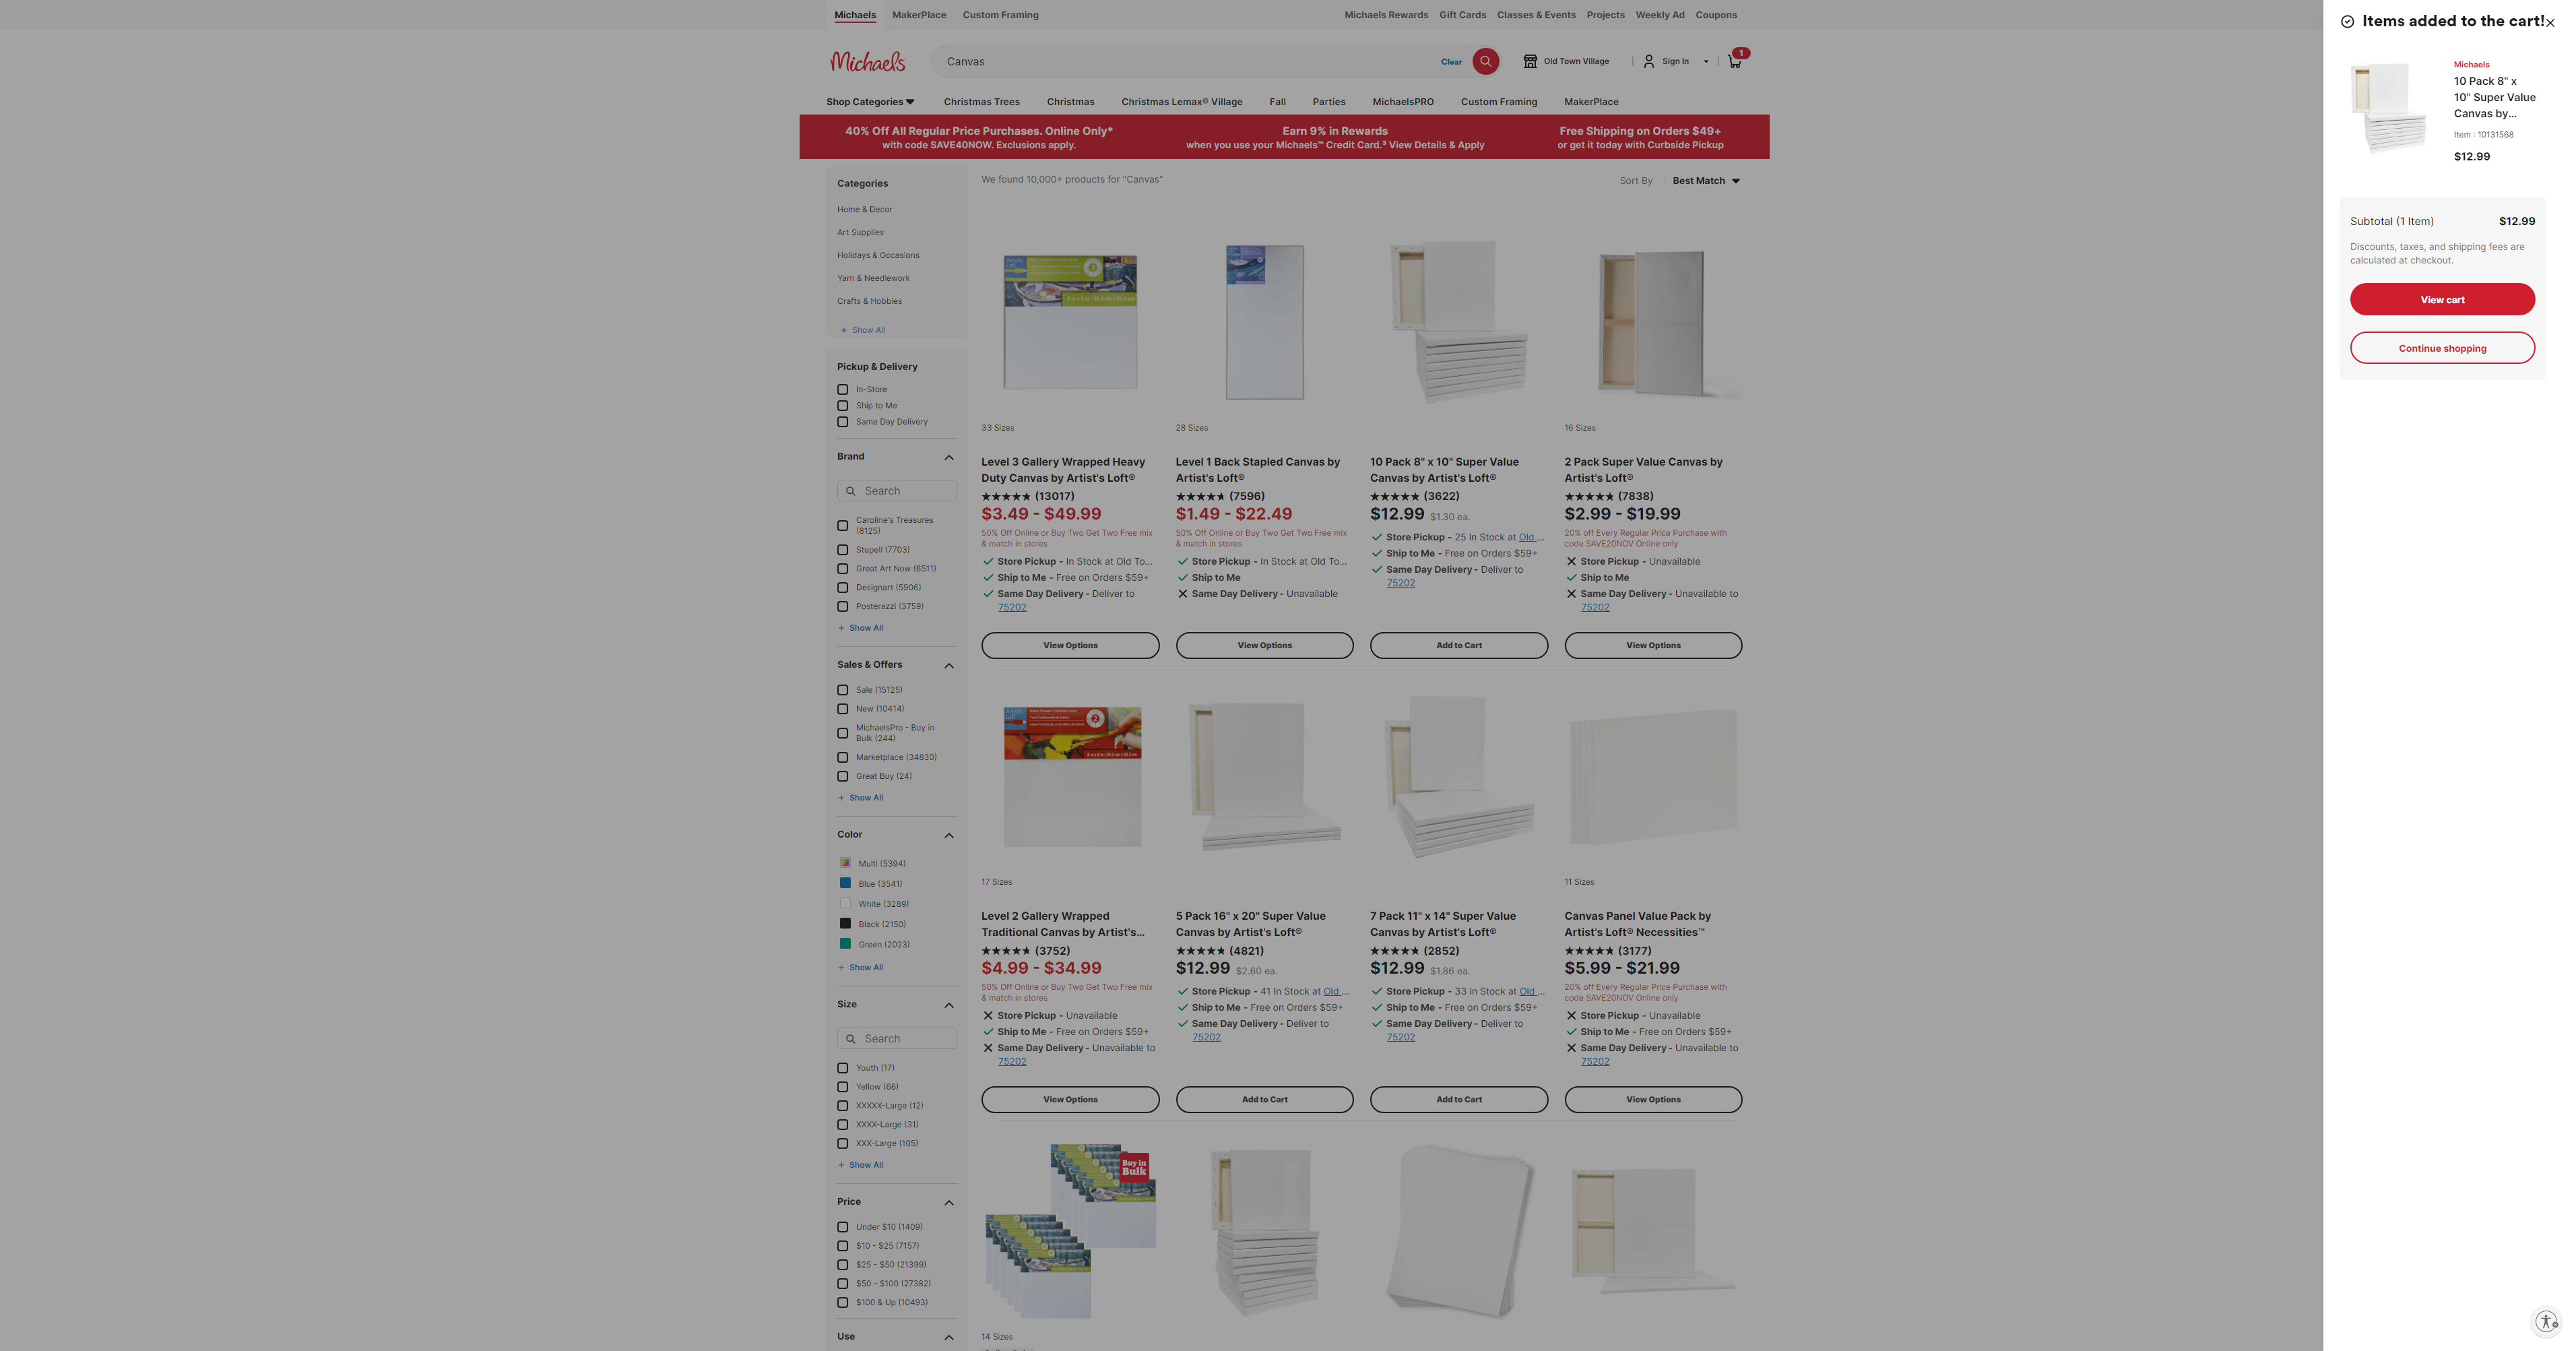 Michaels MakerPlace Custom Framing Michaels Rewards Gift Cards Classes & Events Projects Weekly Ad Coupons
Michaels Canvas Clear Old Town Village Sign In 1
Shop Categories Christmas Trees Christmas Christmas Lemax® Village Fall Parties MichaelsPRO Custom Framing MakerPlace
40% Off All Regular Price Purchases. Online Only*
with code SAVE40NOW. Exclusions apply.
Earn 9% in Rewards
when you use your Michaels™ Credit Card.³ View Details & Apply
Free Shipping on Orders $49+
or get it today with Curbside Pickup
Categories
Home & Decor
Art Supplies
Holidays & Occasions
Yarn & Needlework
Crafts & Hobbies
+ Show All
Pickup & Delivery
In-Store
Ship to Me
Same Day Delivery
Brand
Search
Caroline's Treasures
(8125)
Stupell (7703)
Great Art Now (6511)
Designart (5906)
Posterazzi (3759)
+ Show All
Sales & Offers
Sale (15125)
New (10414)
MichaelsPro - Buy in
Bulk (244)
Marketplace (34830)
Great Buy (24)
+ Show All
Color
Multi (5394)
Blue (3541)
White (3289)
Black (2150)
Green (2023)
+ Show All
Size
Search
Youth (17)
Yellow (66)
XXXXX-Large (12)
XXXX-Large (31)
XXX-Large (105)
+ Show All
Price
Under $10 (1409)
$10 - $25 (7157)
$25 - $50 (21399)
$50 - $100 (27382)
$100 & Up (10493)
Use
We found 10,000+ products for "Canvas"
Sort By Best Match
33 Sizes
Level 3 Gallery Wrapped Heavy
Duty Canvas by Artist's Loft®
(13017)
$3.49 - $49.99
50% Off Online or Buy Two Get Two Free mix
& match in stores
Store Pickup - In Stock at Old To...
Ship to Me - Free on Orders $59+
Same Day Delivery - Deliver to
75202
View Options
28 Sizes
Level 1 Back Stapled Canvas by
Artist's Loft®
(7596)
$1.49 - $22.49
50% Off Online or Buy Two Get Two Free mix
& match in stores
Store Pickup - In Stock at Old To...
Ship to Me
Same Day Delivery - Unavailable
View Options
10 Pack 8" x 10" Super Value
Canvas by Artist's Loft®
(3622)
$12.99 $1.30 ea.
Store Pickup - 25 In Stock at Old ...
Ship to Me - Free on Orders $59+
Same Day Delivery - Deliver to
75202
Add to Cart
16 Sizes
2 Pack Super Value Canvas by
Artist's Loft®
(7838)
$2.99 - $19.99
20% off Every Regular Price Purchase with
code SAVE20NOV Online only
Store Pickup - Unavailable
Ship to Me
Same Day Delivery - Unavailable to
75202
View Options
17 Sizes
Level 2 Gallery Wrapped
Traditional Canvas by Artist's...
(3752)
$4.99 - $34.99
50% Off Online or Buy Two Get Two Free mix
& match in stores
Store Pickup - Unavailable
Ship to Me - Free on Orders $59+
Same Day Delivery - Unavailable to
75202
View Options
5 Pack 16" x 20" Super Value
Canvas by Artist's Loft®
(4821)
$12.99 $2.60 ea.
Store Pickup - 41 In Stock at Old ...
Ship to Me - Free on Orders $59+
Same Day Delivery - Deliver to
75202
Add to Cart
7 Pack 11" x 14" Super Value
Canvas by Artist's Loft®
(2852)
$12.99 $1.86 ea.
Store Pickup - 33 In Stock at Old ...
Ship to Me - Free on Orders $59+
Same Day Delivery - Deliver to
75202
Add to Cart
11 Sizes
Canvas Panel Value Pack by
Artist's Loft® Necessities™
(3177)
$5.99 - $21.99
20% off Every Regular Price Purchase with
code SAVE20NOV Online only
Store Pickup - Unavailable
Ship to Me - Free on Orders $59+
Same Day Delivery - Unavailable to
75202
View Options
Buy in
Bulk
14 Sizes
Items added to the cart!
Michaels
10 Pack 8" x
10" Super Value
Canvas by...
Item : 10131568
$12.99
Subtotal (1 Item) $12.99
Discounts, taxes, and shipping fees are
calculated at checkout.
View cart
Continue shopping